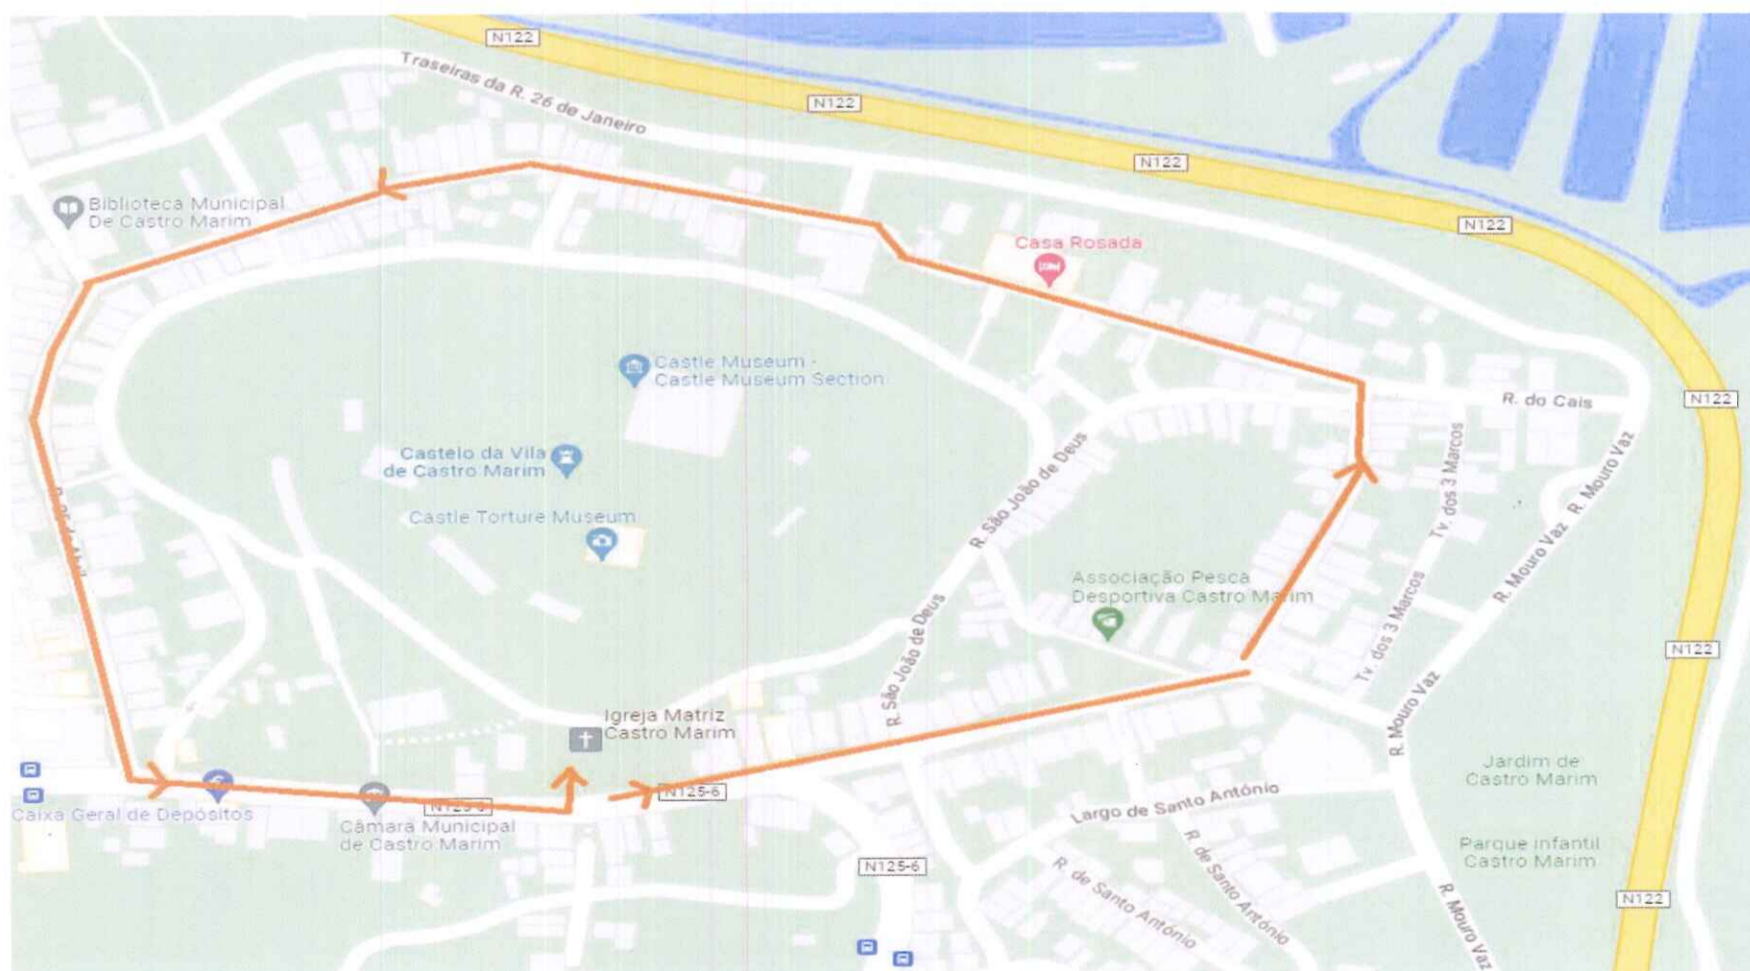 N122
Traseiras da R. 26 de Janeiro
N122
N122
Biblioteca Municipal
De Castro Marim
N122
Casa Rosada
Castle Museum -
Castle Museum Section
N122
R. do Cais
Castelo da Vila
de Castro Marim
R. São João de Deus
Tv. dos 3 Marcos
R. Mouro Vaz
Castle Torture Museum
R. Mouro Vaz
Associação Pesca
Desportiva Castro Marim
R. São João de Deus
Tv. dos 3 Marcos
N122
R. Mouro Vaz
Igreja Matriz
Castro Marim
Jardim de
Castro Marim
N125-6
N125-6
Caixa Geral de Depósitos
Câmara Municipal
de Castro Marim
Largo de Santo António
Parque infantil
Castro Marim
N125-6
R. de Santo António
R. de Santo António
R. Mouro Vaz
N122